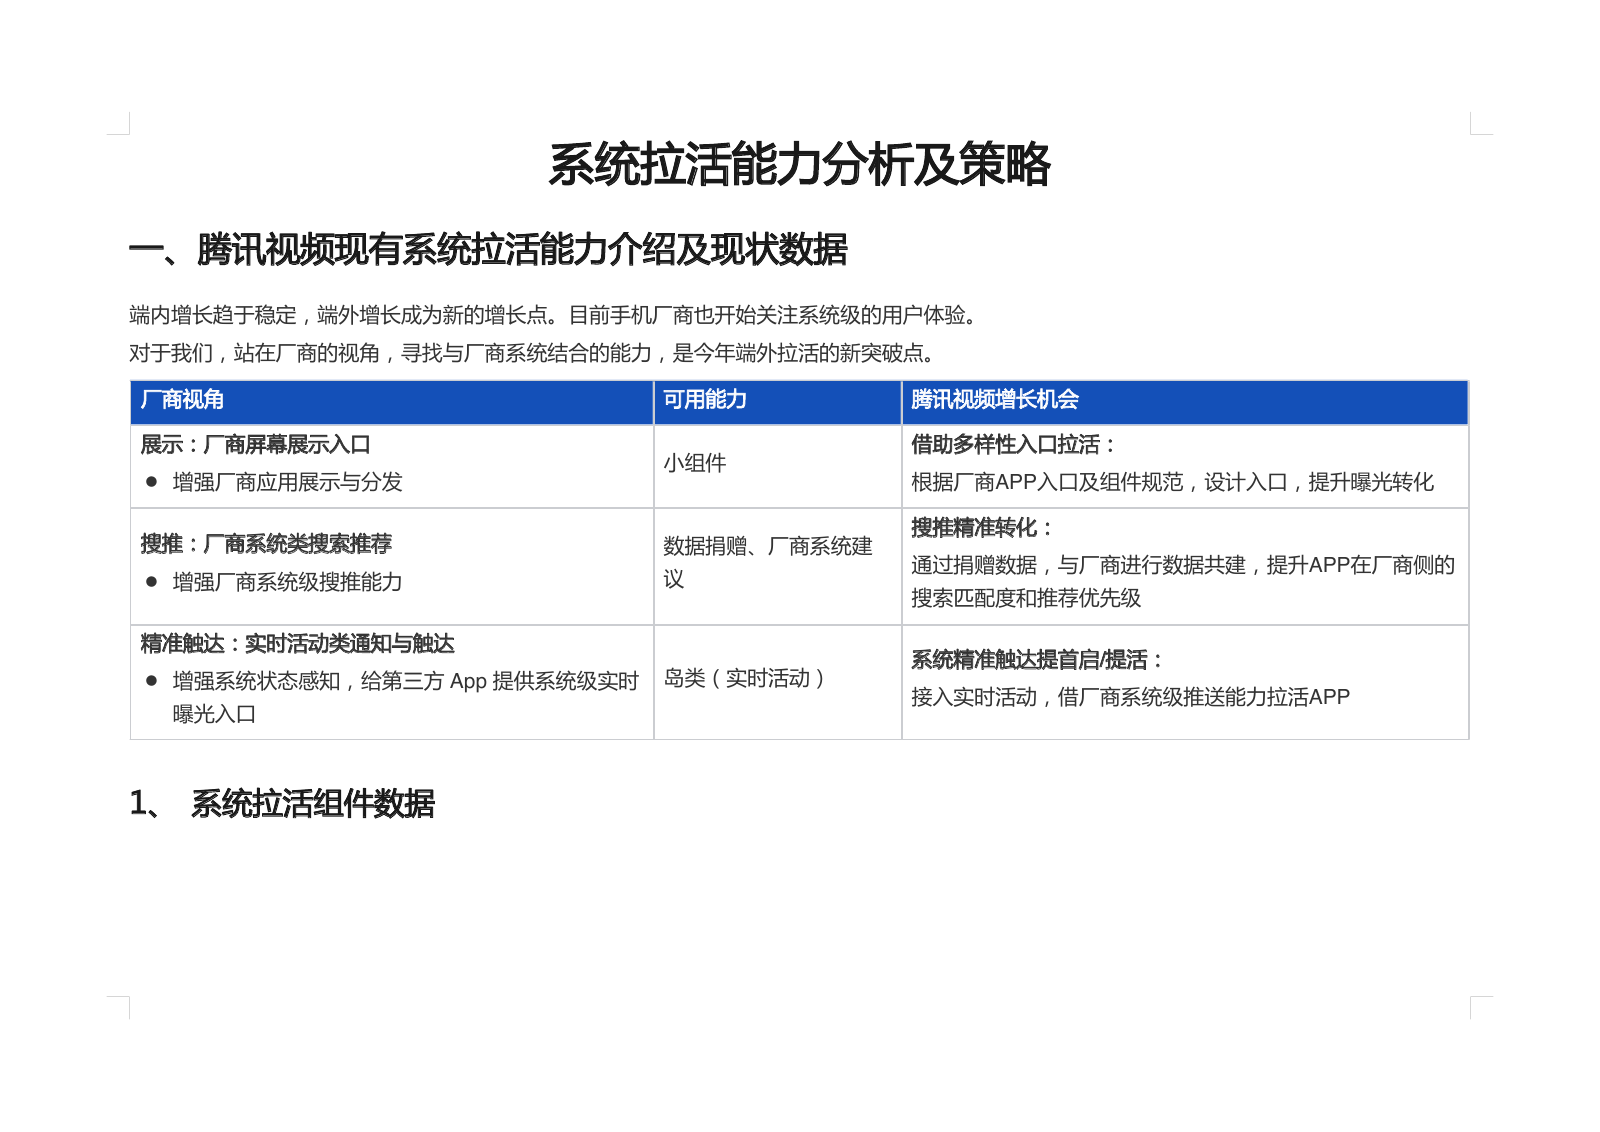 系统拉活能力分析及策略
一、腾讯视频现有系统拉活能力介绍及现状数据
端内增长趋于稳定，端外增长成为新的增长点。目前手机厂商也开始关注系统级的用户体验。
对于我们，站在厂商的视角，寻找与厂商系统结合的能力，是今年端外拉活的新突破点。
厂商视角
可用能力
腾讯视频增长机会
展示：厂商屏幕展示入口
● 增强厂商应用展示与分发
小组件
借助多样性入口拉活：
根据厂商APP入口及组件规范，设计入口，提升曝光转化
搜推：厂商系统类搜索推荐
● 增强厂商系统级搜推能力
数据捐赠、厂商系统建
议
搜推精准转化：
通过捐赠数据，与厂商进行数据共建，提升APP在厂商侧的
搜索匹配度和推荐优先级
精准触达：实时活动类通知与触达
● 增强系统状态感知，给第三方 App 提供系统级实时
曝光入口
岛类（实时活动）
系统精准触达提首启/提活：
接入实时活动，借厂商系统级推送能力拉活APP
1、 系统拉活组件数据